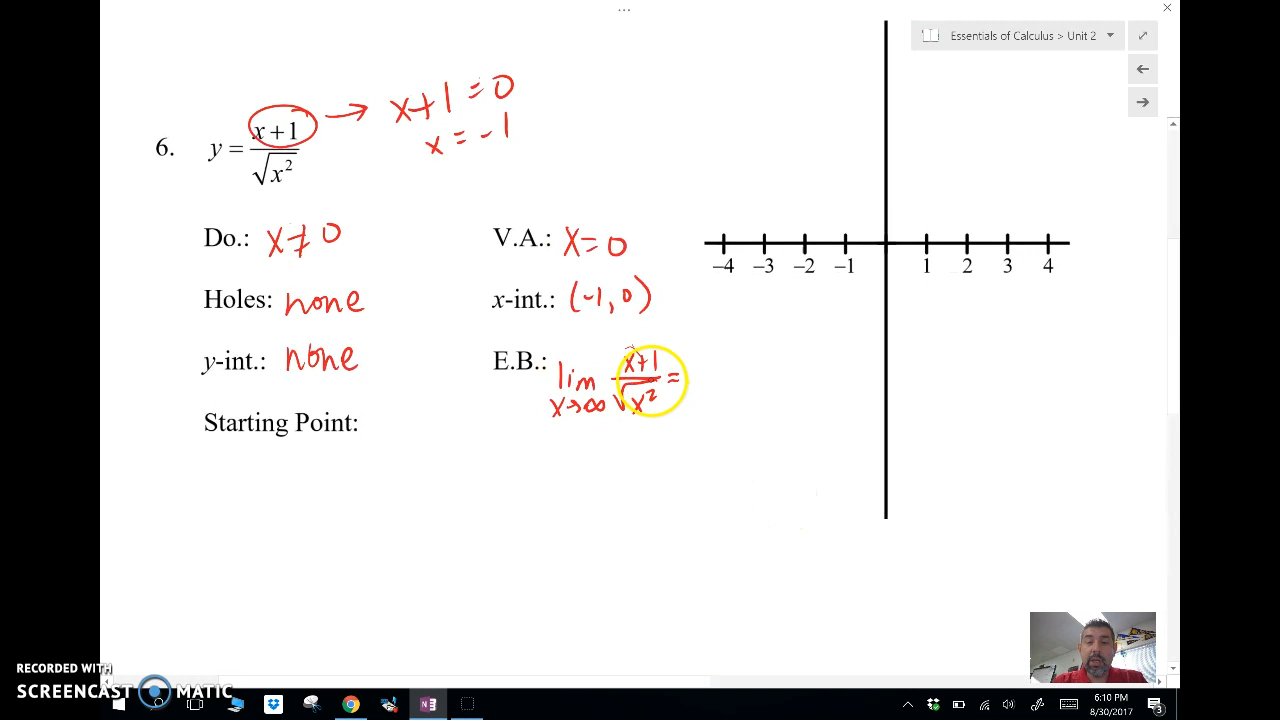 ...
Essentials of Calculus > Unit 2
x+1 = 0
x = -1
6. y = x+1 / √x²
Do.: x ≠ 0
V.A.: x = 0
-4 -3 -2 -1 1 2 3 4
Holes: none
x-int.: (-1, 0)
y-int.: none
E.B.: lim x→∞ x+1 / √x² =
Starting Point:
RECORDED WITH
SCREENCAST MATIC
6:10 PM
8/30/2017
3